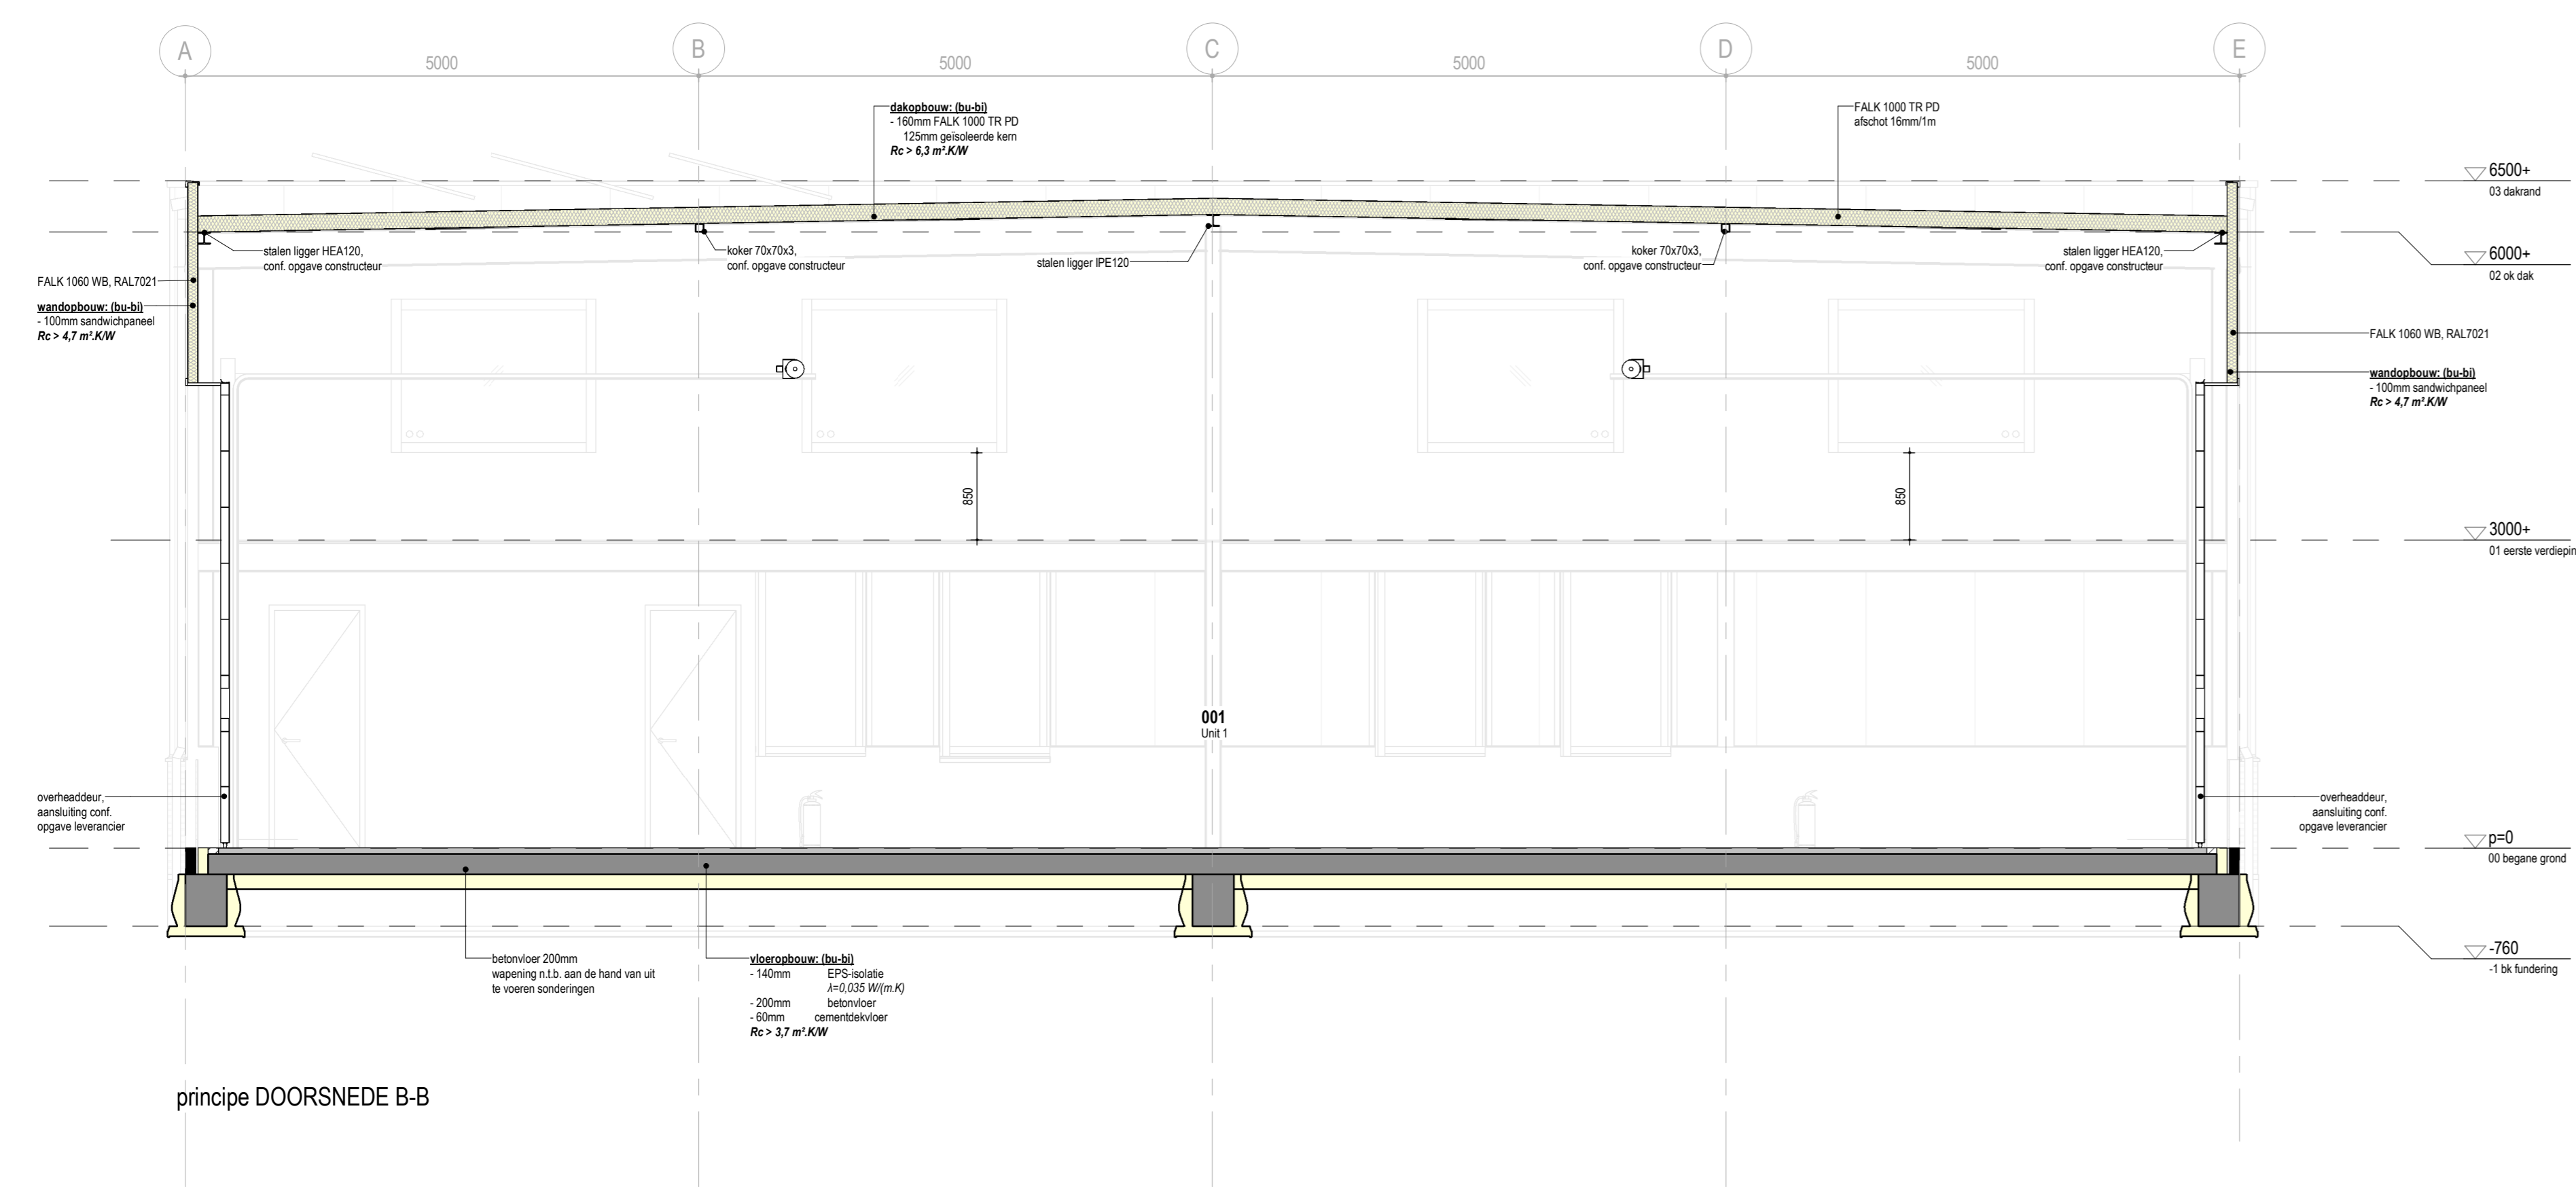 A
B
C
D
E
5000
5000
5000
5000
dakopbouw: (bu-bi)
- 160mm FALK 1000 TR PD
125mm geïsoleerde kern
Rc > 6,3 m².K/W
FALK 1000 TR PD
afschot 16mm/1m
6500+
03 dakrand
6000+
02 ok dak
stalen ligger HEA120,
conf. opgave constructeur
koker 70x70x3,
conf. opgave constructeur
stalen ligger IPE120
koker 70x70x3,
conf. opgave constructeur
stalen ligger HEA120,
conf. opgave constructeur
FALK 1060 WB, RAL7021
wandopbouw: (bu-bi)
- 100mm sandwichpaneel
Rc > 4,7 m².K/W
FALK 1060 WB, RAL7021
wandopbouw: (bu-bi)
- 100mm sandwichpaneel
Rc > 4,7 m².K/W
850
850
3000+
01 eerste verdiepin
001
Unit 1
overheaddeur,
aansluiting conf.
opgave leverancier
overheaddeur,
aansluiting conf.
opgave leverancier
p=0
00 begane grond
-760
-1 bk fundering
betonvloer 200mm
wapening n.t.b. aan de hand van uit
te voeren sonderingen
vloeropbouw: (bu-bi)
- 140mm EPS-isolatie
λ=0,035 W/(m.K)
- 200mm betonvloer
- 60mm cementdekvloer
Rc > 3,7 m².K/W
principe DOORSNEDE B-B